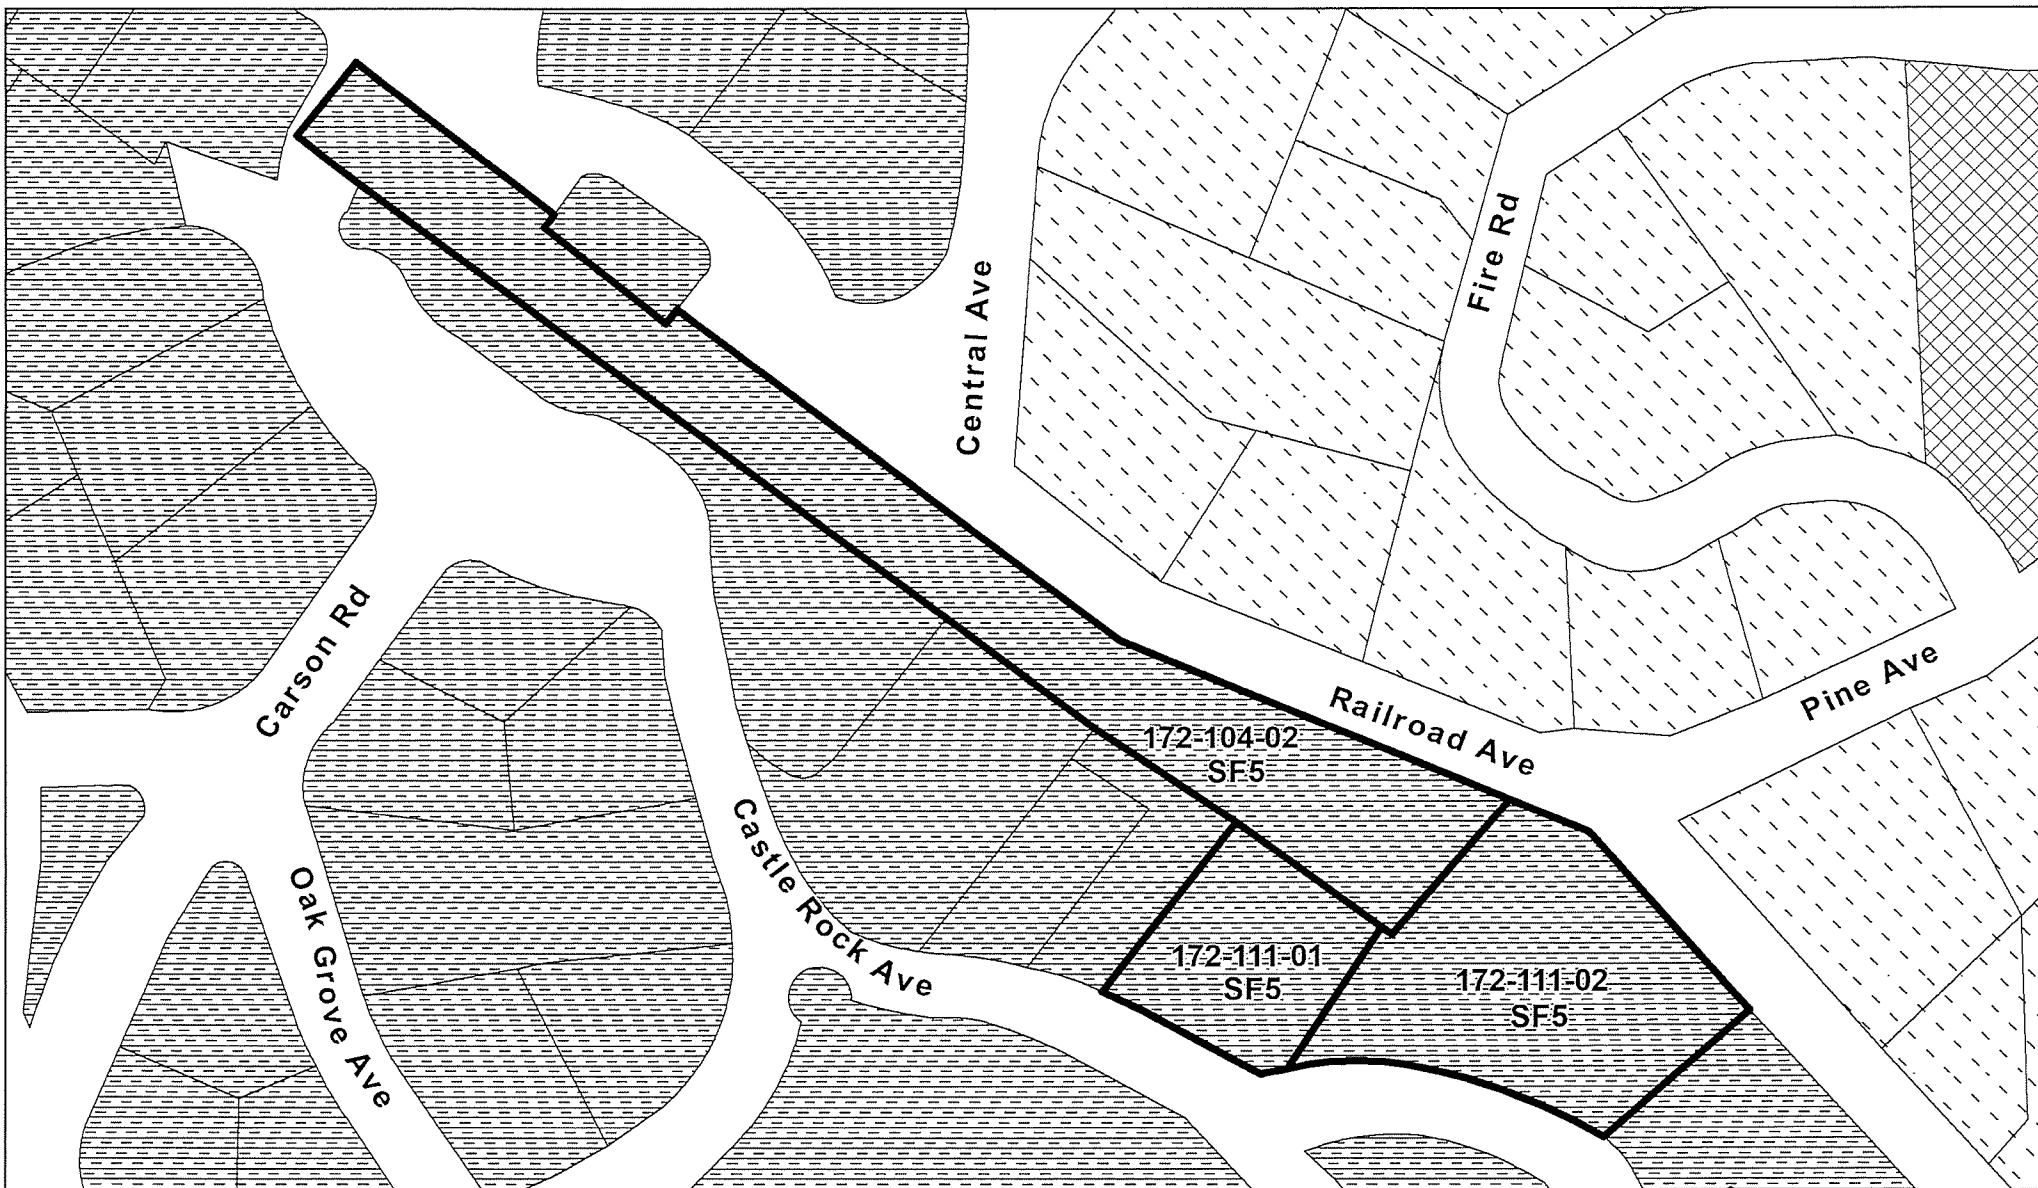 Fire Rd
Central Ave
Carson Rd
Pine Ave
Railroad Ave
172-104-02
SF5
Castle Rock Ave
Oak Grove Ave
172-111-01
SF5
172-111-02
SF5